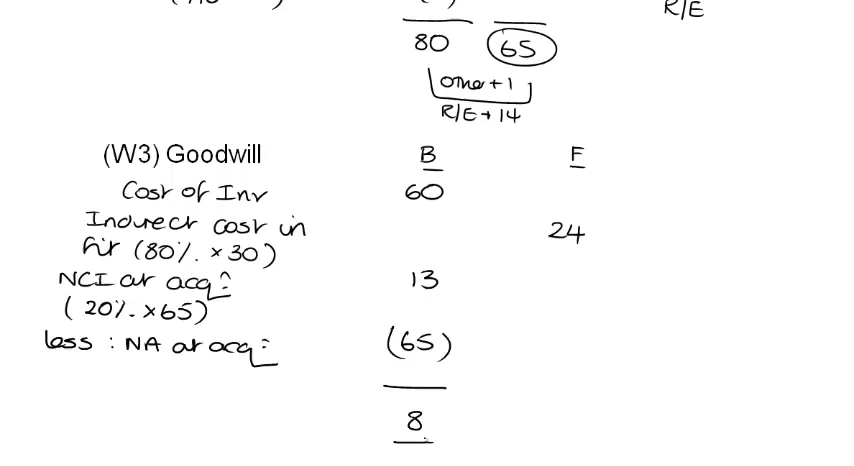 R/E
80 65
one + 1
R/E + 14
(W3) Goodwill B F
Cost of Inv 60
Indirect cost in
Fir (80% × 30) 24
NCI at acq: 13
(20% × 65)
less : NA at acq: (65)
8